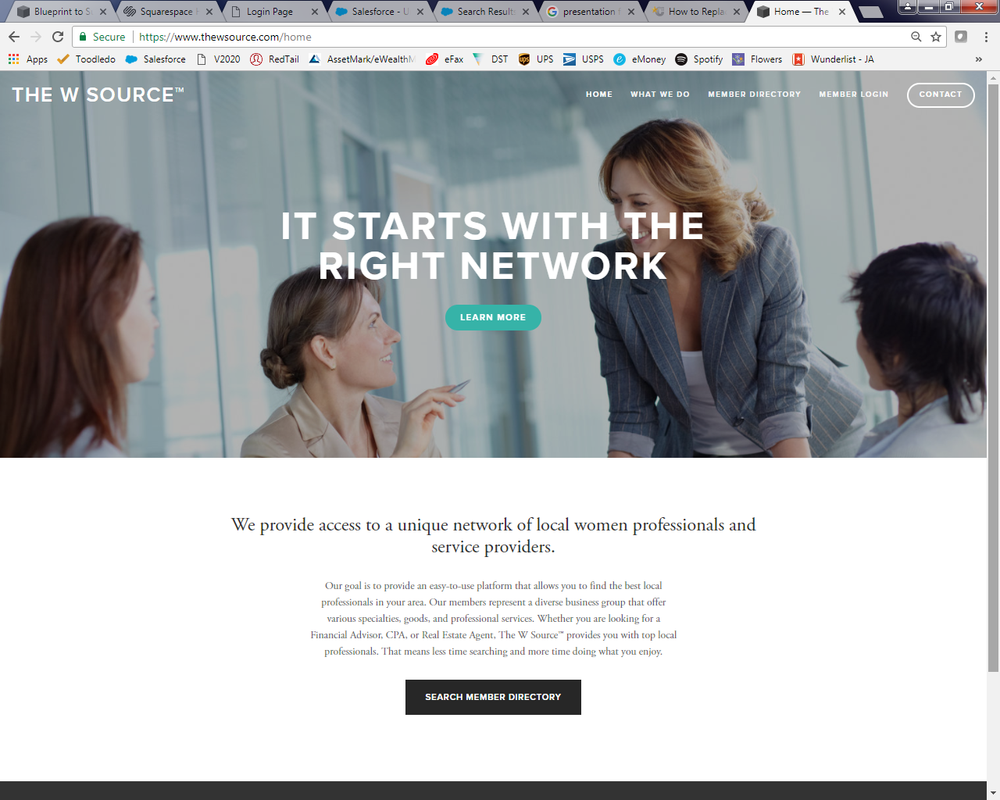 Blueprint to S
Squarespace
Login Page
Salesforce - U
Search Results
presentation
How to Repla
Home — The
Secure
https://www.thewsource.com/home
Apps
Toodledo
Salesforce
V2020
RedTail
AssetMark/eWealthM
eFax
DST
UPS
USPS
eMoney
Spotify
Flowers
Wunderlist - JA
»
THE W SOURCE™
HOME
WHAT WE DO
MEMBER DIRECTORY
MEMBER LOGIN
CONTACT
IT STARTS WITH THE
RIGHT NETWORK
LEARN MORE
We provide access to a unique network of local women professionals and
service providers.
Our goal is to provide an easy-to-use platform that allows you to find the best local
professionals in your area. Our members represent a diverse business group that offer
various specialties, goods, and professional services. Whether you are looking for a
Financial Advisor, CPA, or Real Estate Agent, The W Source™ provides you with top local
professionals. That means less time searching and more time doing what you enjoy.
SEARCH MEMBER DIRECTORY